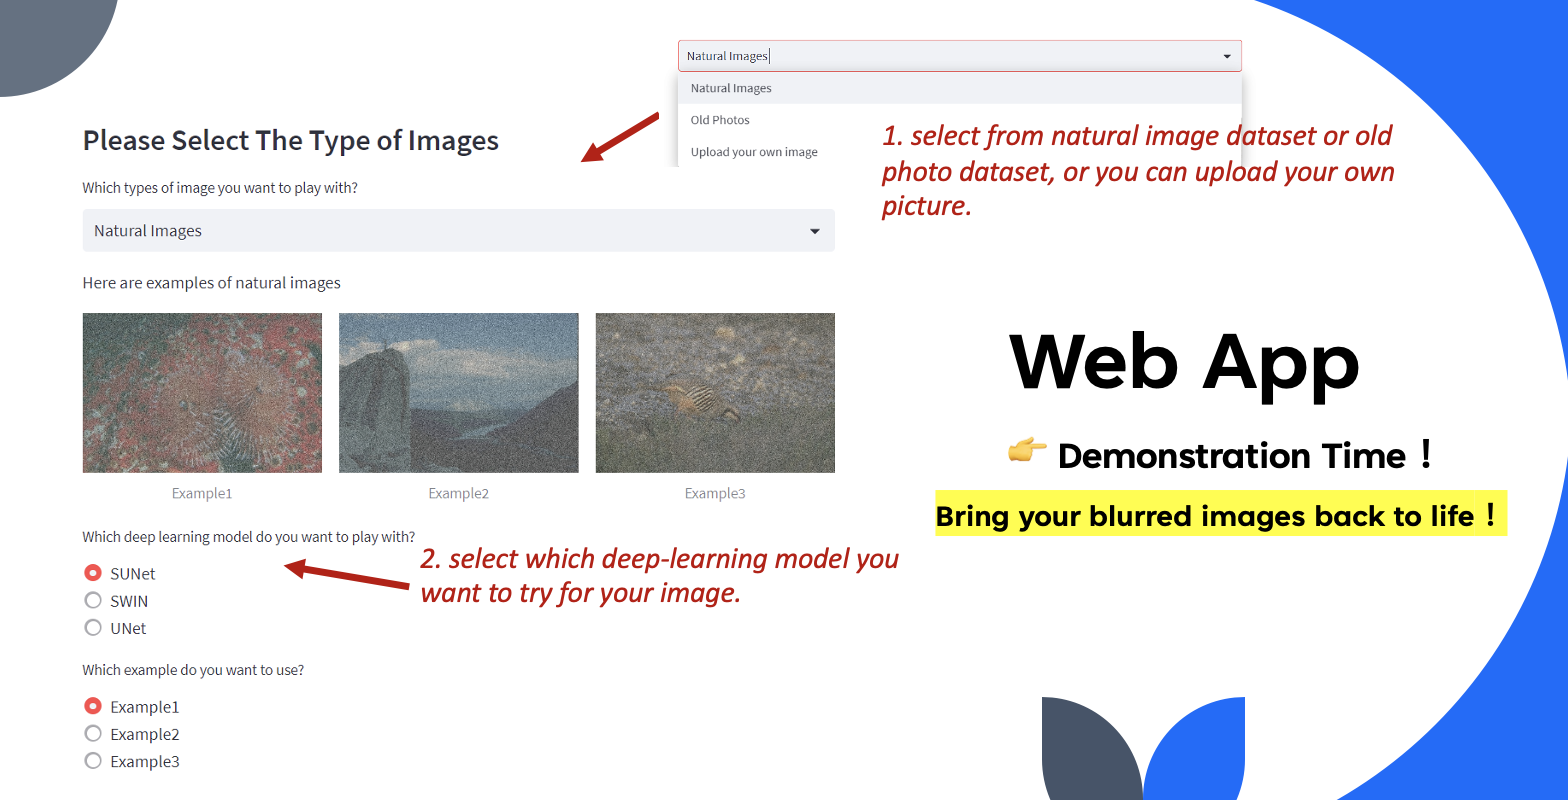 Natural Images
Natural Images
Old Photos
Upload your own image
1. select from natural image dataset or old
photo dataset, or you can upload your own
picture.
Please Select The Type of Images
Which types of image you want to play with?
Natural Images
Here are examples of natural images
Example1
Example2
Example3
Which deep learning model do you want to play with?
2. select which deep-learning model you
want to try for your image.
SUNet
SWIN
UNet
Which example do you want to use?
Example1
Example2
Example3
Web App
👉 Demonstration Time！
Bring your blurred images back to life！